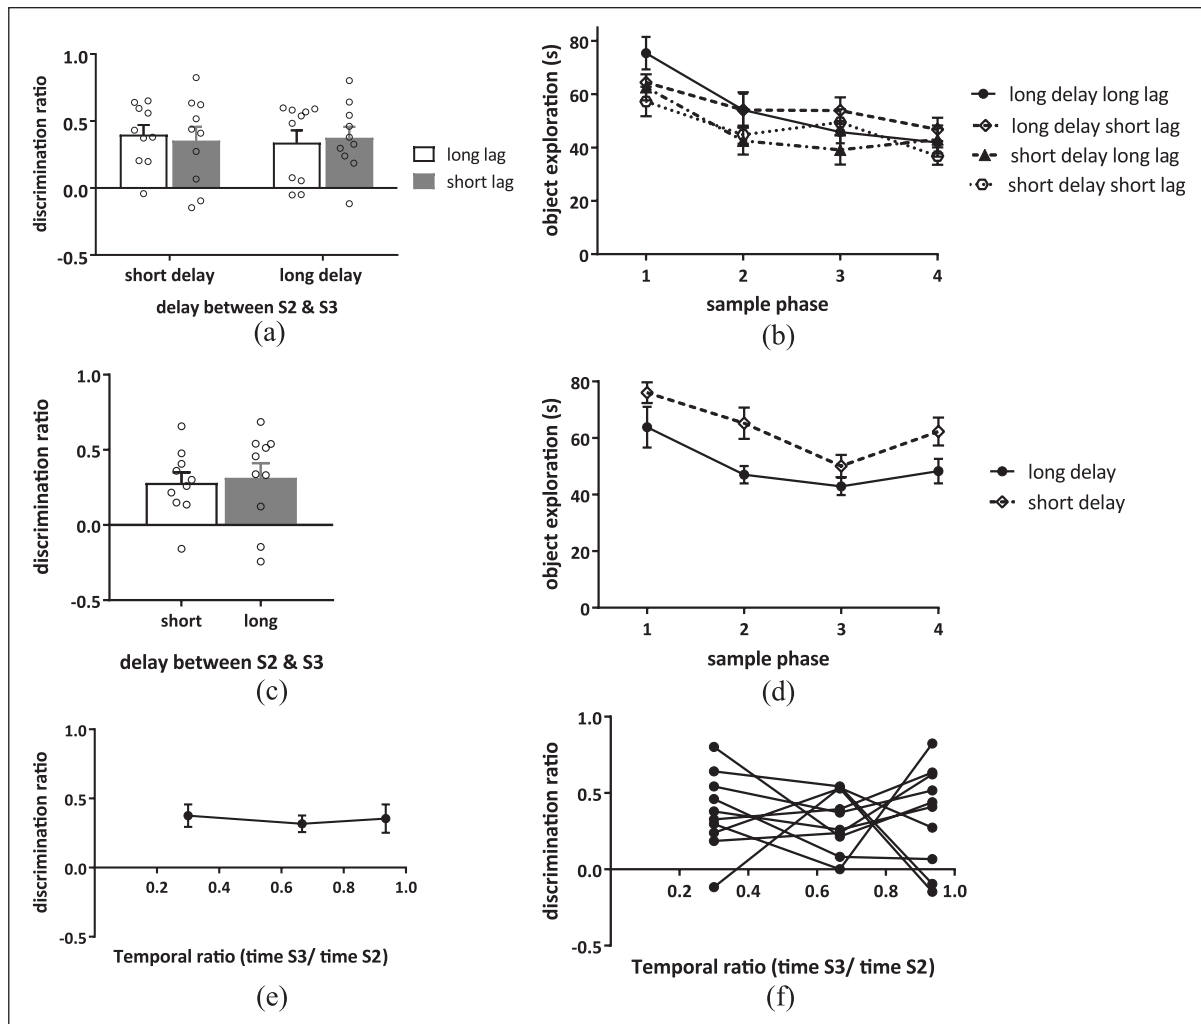 1.0
0.5
0.0
-0.5
discrimination ratio
short delay
long delay
delay between S2 & S3
long lag
short lag
(a)
80
60
40
20
0
object exploration (s)
1
2
3
4
sample phase
long delay long lag
long delay short lag
short delay long lag
short delay short lag
(b)
1.0
0.5
0.0
-0.5
discrimination ratio
short
long
delay between S2 & S3
(c)
80
60
40
20
0
object exploration (s)
1
2
3
4
sample phase
long delay
short delay
(d)
1.0
0.5
0.0
-0.5
discrimination ratio
0.2
0.4
0.6
0.8
1.0
Temporal ratio (time S3/ time S2)
(e)
1.0
0.5
0.0
-0.5
discrimination ratio
0.2
0.4
0.6
0.8
1.0
Temporal ratio (time S3/ time S2)
(f)